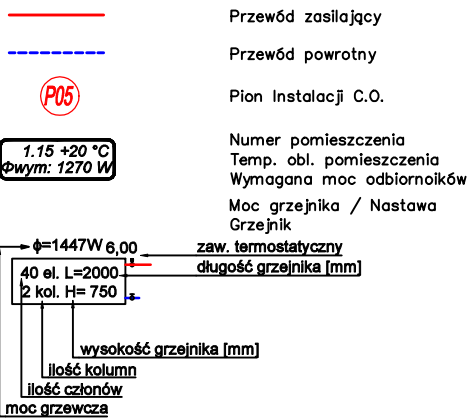 Przewód zasilający
Przewód powrotny
P05
Pion Instalacji C.O.
1.15 +20 °C
Φwym: 1270 W
Numer pomieszczenia
Temp. obl. pomieszczenia
Wymagana moc odbiorników
Moc grzejnika / Nastawa
Grzejnik
ϕ=1447W 6,00
zaw. termostatyczny
40 el. L=2000
długość grzejnika [mm]
2 kol. H= 750
wysokość grzejnika [mm]
ilość kolumn
ilość członów
moc grzewcza